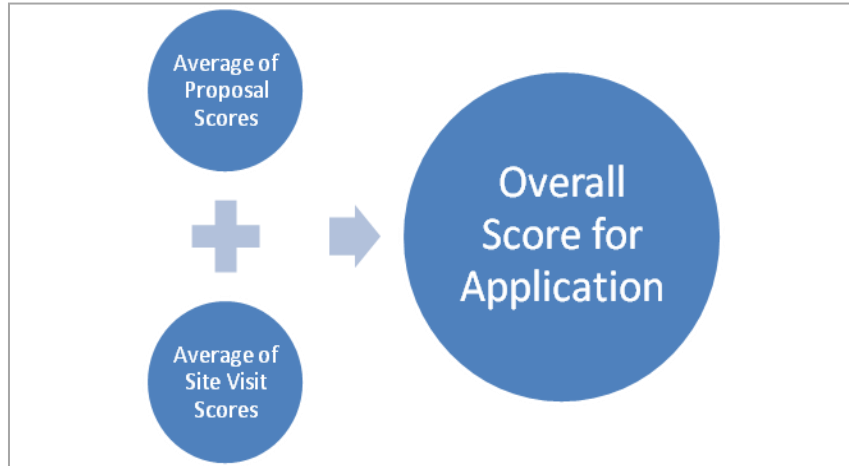 Average of
Proposal
Scores
Average of
Site Visit
Scores
Overall
Score for
Application